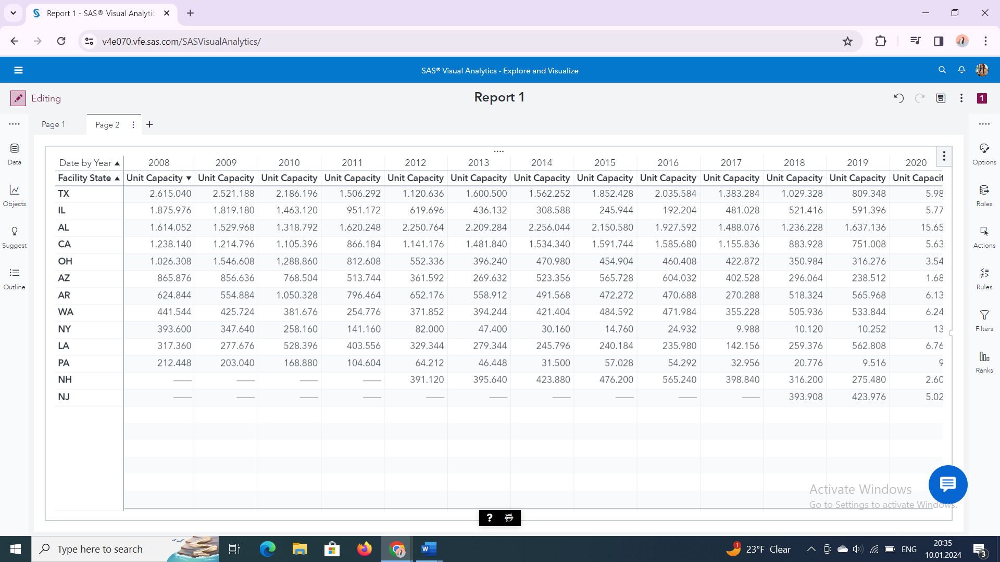 Report 1 - SAS® Visual Analytic
v4e070.vfe.sas.com/SASVisualAnalytics/
SAS® Visual Analytics - Explore and Visualize
Editing
Report 1
1
Page 1
Page 2
Data
Objects
Suggest
Outline
Date by Year 2008 2009 2010 2011 2012 2013 2014 2015 2016 2017 2018 2019 2020
Facility State Unit Capacity Unit Capacity Unit Capacity Unit Capacity Unit Capacity Unit Capacity Unit Capacity Unit Capacity Unit Capacity Unit Capacity Unit Capacity Unit Capacity Unit Capacit
TX 2.615.040 2.521.188 2.186.196 1.506.292 1.120.636 1.600.500 1.562.252 1.852.428 2.035.584 1.383.284 1.029.328 809.348 5.98
IL 1.875.976 1.819.180 1.463.120 951.172 619.696 436.132 308.588 245.944 192.204 481.028 521.416 591.396 5.77
AL 1.614.052 1.529.968 1.318.792 1.620.248 2.250.764 2.209.284 2.256.044 2.150.580 1.927.592 1.488.076 1.236.228 1.637.136 15.65
CA 1.238.140 1.214.796 1.105.396 866.184 1.141.176 1.481.840 1.534.340 1.591.744 1.585.680 1.155.836 883.928 751.008 5.63
OH 1.026.308 1.546.608 1.288.860 812.608 552.336 396.240 470.980 454.904 460.408 422.872 350.984 316.276 3.54
AZ 865.876 856.636 768.504 513.744 361.592 269.632 523.356 565.728 604.032 402.528 296.064 238.512 1.68
AR 624.844 554.884 1.050.328 796.464 652.176 558.912 491.568 472.272 470.688 270.288 518.324 565.968 6.13
WA 441.544 425.724 381.676 254.776 371.852 394.244 421.404 484.592 471.984 355.228 505.936 533.844 6.24
NY 393.600 347.640 258.160 141.160 82.000 47.400 30.160 14.760 24.932 9.988 10.120 10.252 13
LA 317.360 277.676 528.396 403.556 329.344 279.344 245.796 240.184 235.980 142.156 259.376 562.808 6.76
PA 212.448 203.040 168.880 104.604 64.212 46.448 31.500 57.028 54.292 32.956 20.776 9.516 9
NH 391.120 395.640 423.880 476.200 565.240 398.840 316.200 275.480 2.60
NJ 393.908 423.976 5.02
Options
Roles
Actions
Rules
Filters
Ranks
Activate Windows
Go to Settings to activate Windows.
?
Type here to search
W
1
23°F Clear
ENG
20:35
10.01.2024
3